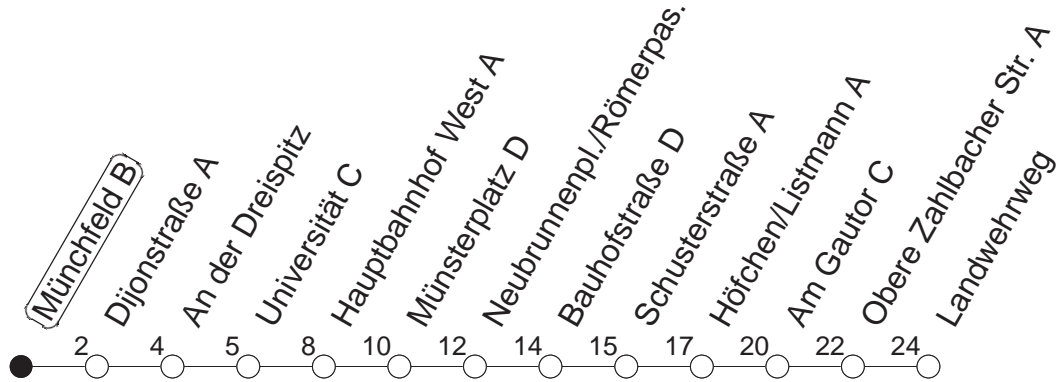 Münchfeld B
Dijonstraße A
An der Dreispitz
Universität C
Hauptbahnhof West A
Münsterplatz D
Neubrunnenpl./Römerpas.
Bauhofstraße D
Schusterstraße A
Höfchen/Listmann A
Am Gautor C
Obere Zahlbacher Str. A
Landwehrweg
2 4 5 8 10 12 14 15 17 20 22 24